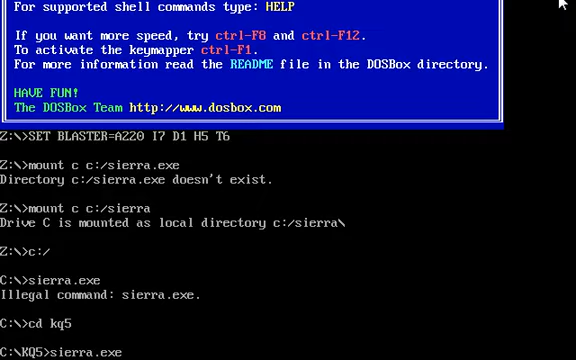 For supported shell commands type: HELP
If you want more speed, try ctrl-F8 and ctrl-F12.
To activate the keymapper ctrl-F1.
For more information read the README file in the DOSBox directory.
HAVE FUN!
The DOSBox Team http://www.dosbox.com
Z:\>SET BLASTER=A220 I7 D1 H5 T6
Z:\>mount c c:/sierra.exe
Directory c:/sierra.exe doesn't exist.
Z:\>mount c c:/sierra
Drive C is mounted as local directory c:/sierra\
Z:\>c:/
C:\>sierra.exe
Illegal command: sierra.exe.
C:\>cd kq5
C:\KQ5>sierra.exe